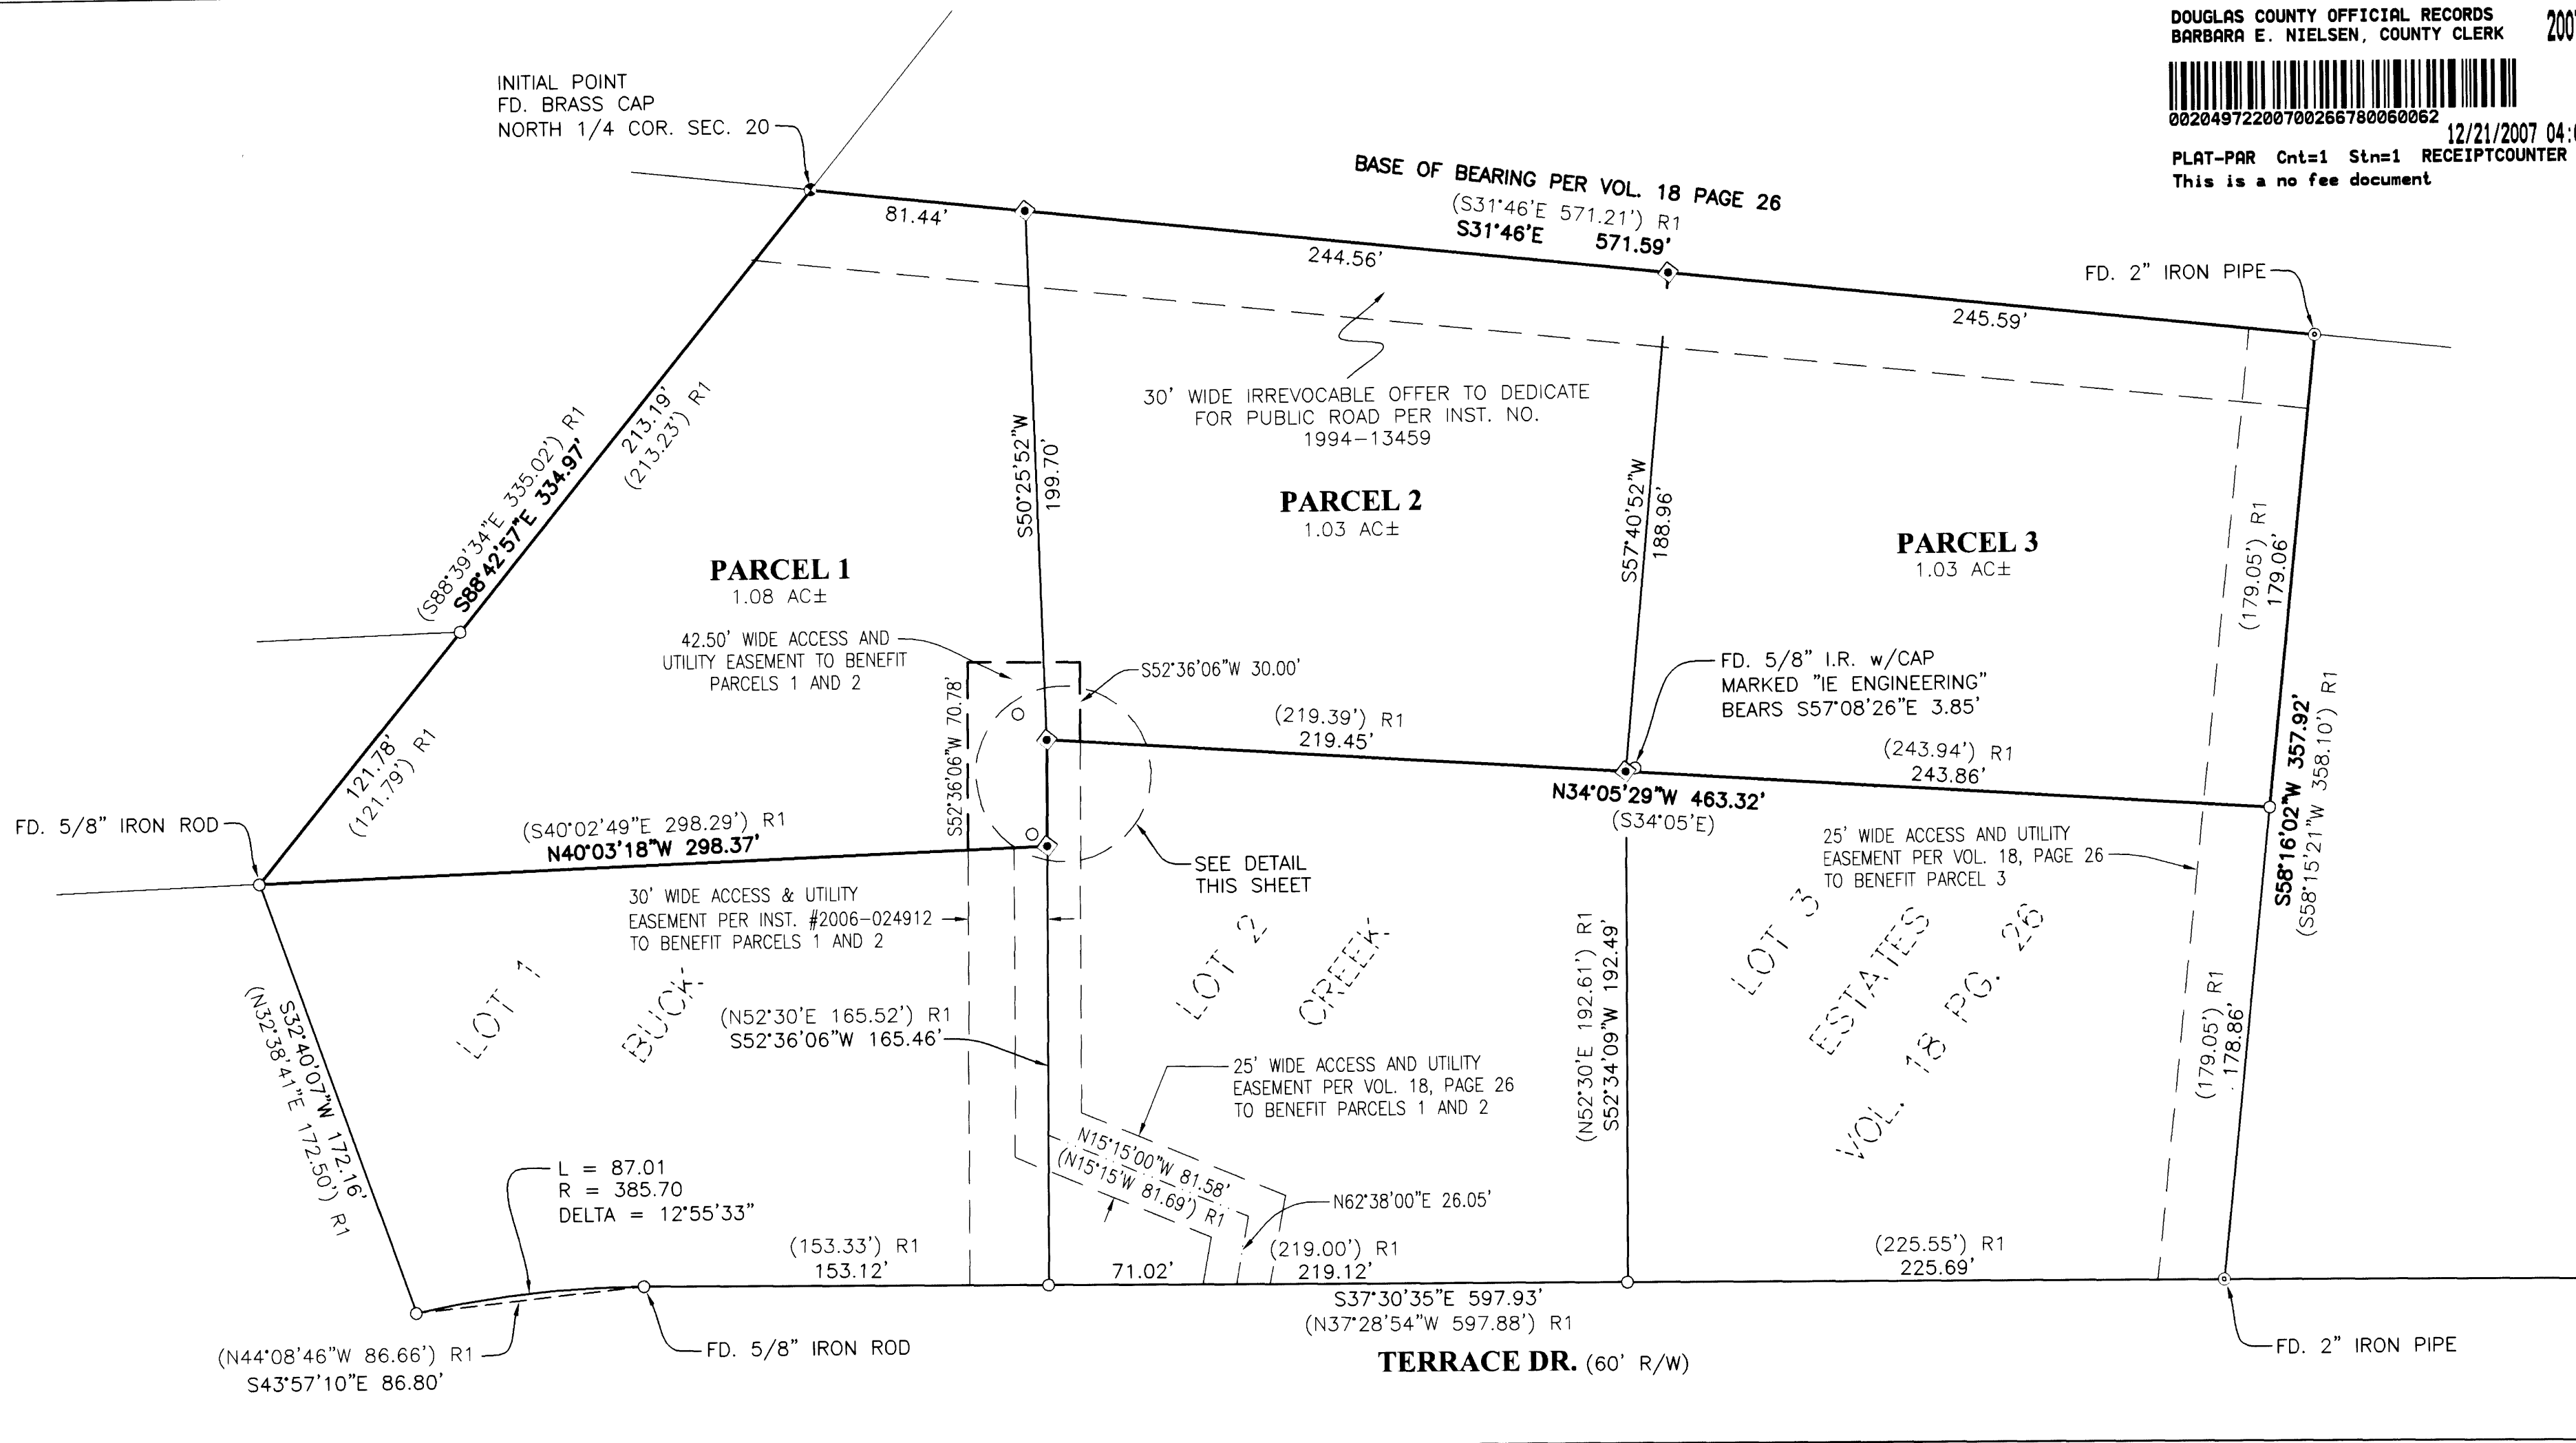 DOUGLAS COUNTY OFFICIAL RECORDS
BARBARA E. NIELSEN, COUNTY CLERK
00204972200700266780060062
PLAT-PAR Cnt=1 Stn=1 RECEIPTCOUNTER
This is a no fee document
12/21/2007
INITIAL POINT
FD. BRASS CAP
NORTH 1/4 COR. SEC. 20
81.44'
BASE OF BEARING PER VOL. 18 PAGE 26
(S31°46'E 571.21') R1
S31°46'E 571.59'
244.56'
245.59'
FD. 2" IRON PIPE
30' WIDE IRREVOCABLE OFFER TO DEDICATE
FOR PUBLIC ROAD PER INST. NO.
1994-13459
(S88°39'34"E 335.02') R1
S88°42'57"E 334.97'
213.19'
(213.23') R1
S50°25'52"W
199.70'
PARCEL 2
1.03 AC±
S57°40'52"W
188.96'
PARCEL 3
1.03 AC±
(179.05') R1
179.06'
PARCEL 1
1.08 AC±
42.50' WIDE ACCESS AND
UTILITY EASEMENT TO BENEFIT
PARCELS 1 AND 2
S52°36'06"W 30.00'
S52°36'06"W 70.78'
FD. 5/8" I.R. w/CAP
MARKED "IE ENGINEERING"
BEARS S57°08'26"E 3.85'
(219.39') R1
219.45'
(243.94') R1
243.86'
N34°05'29"W 463.32'
(S34°05'E)
121.78'
(121.79') R1
FD. 5/8" IRON ROD
(S40°02'49"E 298.29') R1
N40°03'18"W 298.37'
SEE DETAIL
THIS SHEET
S58°16'02"W 357.92'
(S58°15'21"W 358.10') R1
25' WIDE ACCESS AND UTILITY
EASEMENT PER VOL. 18, PAGE 26
TO BENEFIT PARCEL 3
30' WIDE ACCESS & UTILITY
EASEMENT PER INST. #2006-024912
TO BENEFIT PARCELS 1 AND 2
LOT 1
BUCK
LOT 2
CREEK
LOT 3
ESTATES
VOL. 18 PG. 26
(N52°30'E 165.52') R1
S52°36'06"W 165.46'
(N52°30'E 192.61') R1
S52°34'09"W 192.49'
(179.05') R1
178.86'
S32°40'07"W 172.16'
(N32°38'41"E 172.50') R1
25' WIDE ACCESS AND UTILITY
EASEMENT PER VOL. 18, PAGE 26
TO BENEFIT PARCELS 1 AND 2
N15°15'00"W 81.58'
(N15°15'W 81.69') R1
N62°38'00"E 26.05'
L = 87.01
R = 385.70
DELTA = 12°55'33"
(153.33') R1
153.12'
71.02'
(219.00') R1
219.12'
(225.55') R1
225.69'
S37°30'35"E 597.93'
(N37°28'54"W 597.88') R1
(N44°08'46"W 86.66') R1
S43°57'10"E 86.80'
FD. 5/8" IRON ROD
FD. 2" IRON PIPE
TERRACE DR. (60' R/W)